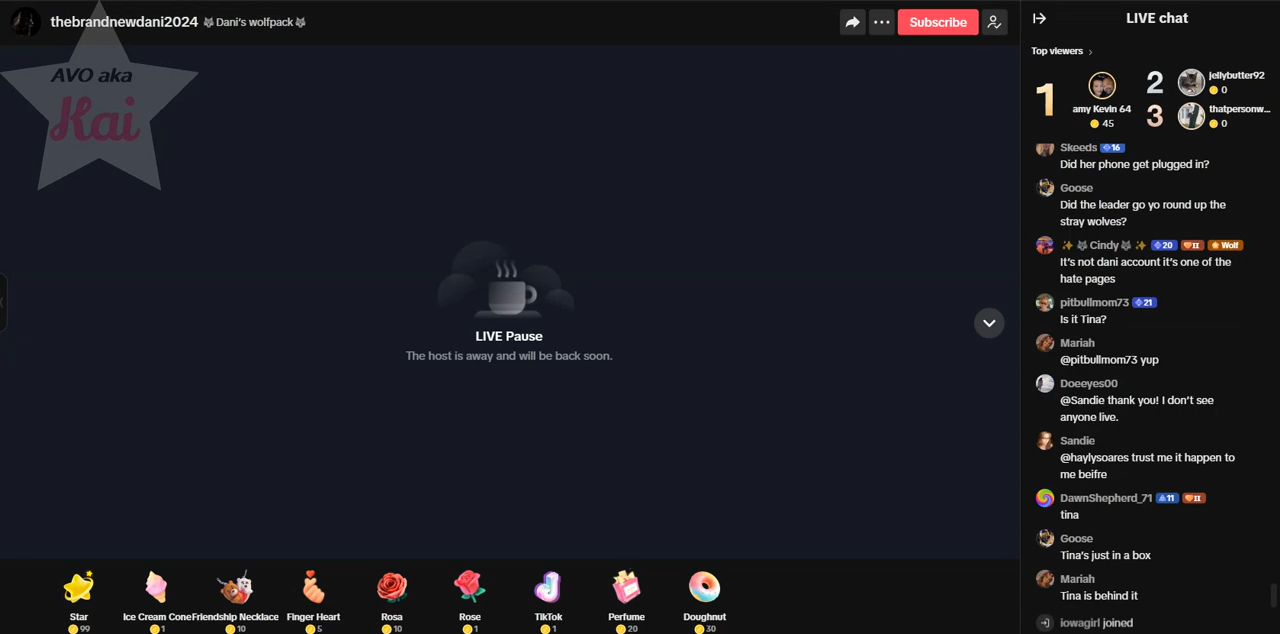 thebrandnewdani2024 🐺Dani's wolfpack🐺
Subscribe
AVO aka
Kai
LIVE Pause
The host is away and will be back soon.
Star
99
Ice Cream Cone
1
Friendship Necklace
10
Finger Heart
5
Rosa
10
Rose
1
TikTok
1
Perfume
20
Doughnut
30
LIVE chat
Top viewers
1
amy Kevin 64
45
2
jellybutter92
0
3
thatpersonw...
0
Skeeds 16
Did her phone get plugged in?
Goose
Did the leader go yo round up the
stray wolves?
✨🐺Cindy🐺✨ 20 II Wolf
It's not dani account it's one of the
hate pages
pitbullmom73 21
Is it Tina?
Mariah
@pitbullmom73 yup
Doeeyes00
@Sandie thank you! I don't see
anyone live.
Sandie
@haylysoares trust me it happen to
me beifre
DawnShepherd_71 11 II
tina
Goose
Tina's just in a box
Mariah
Tina is behind it
iowagirl joined